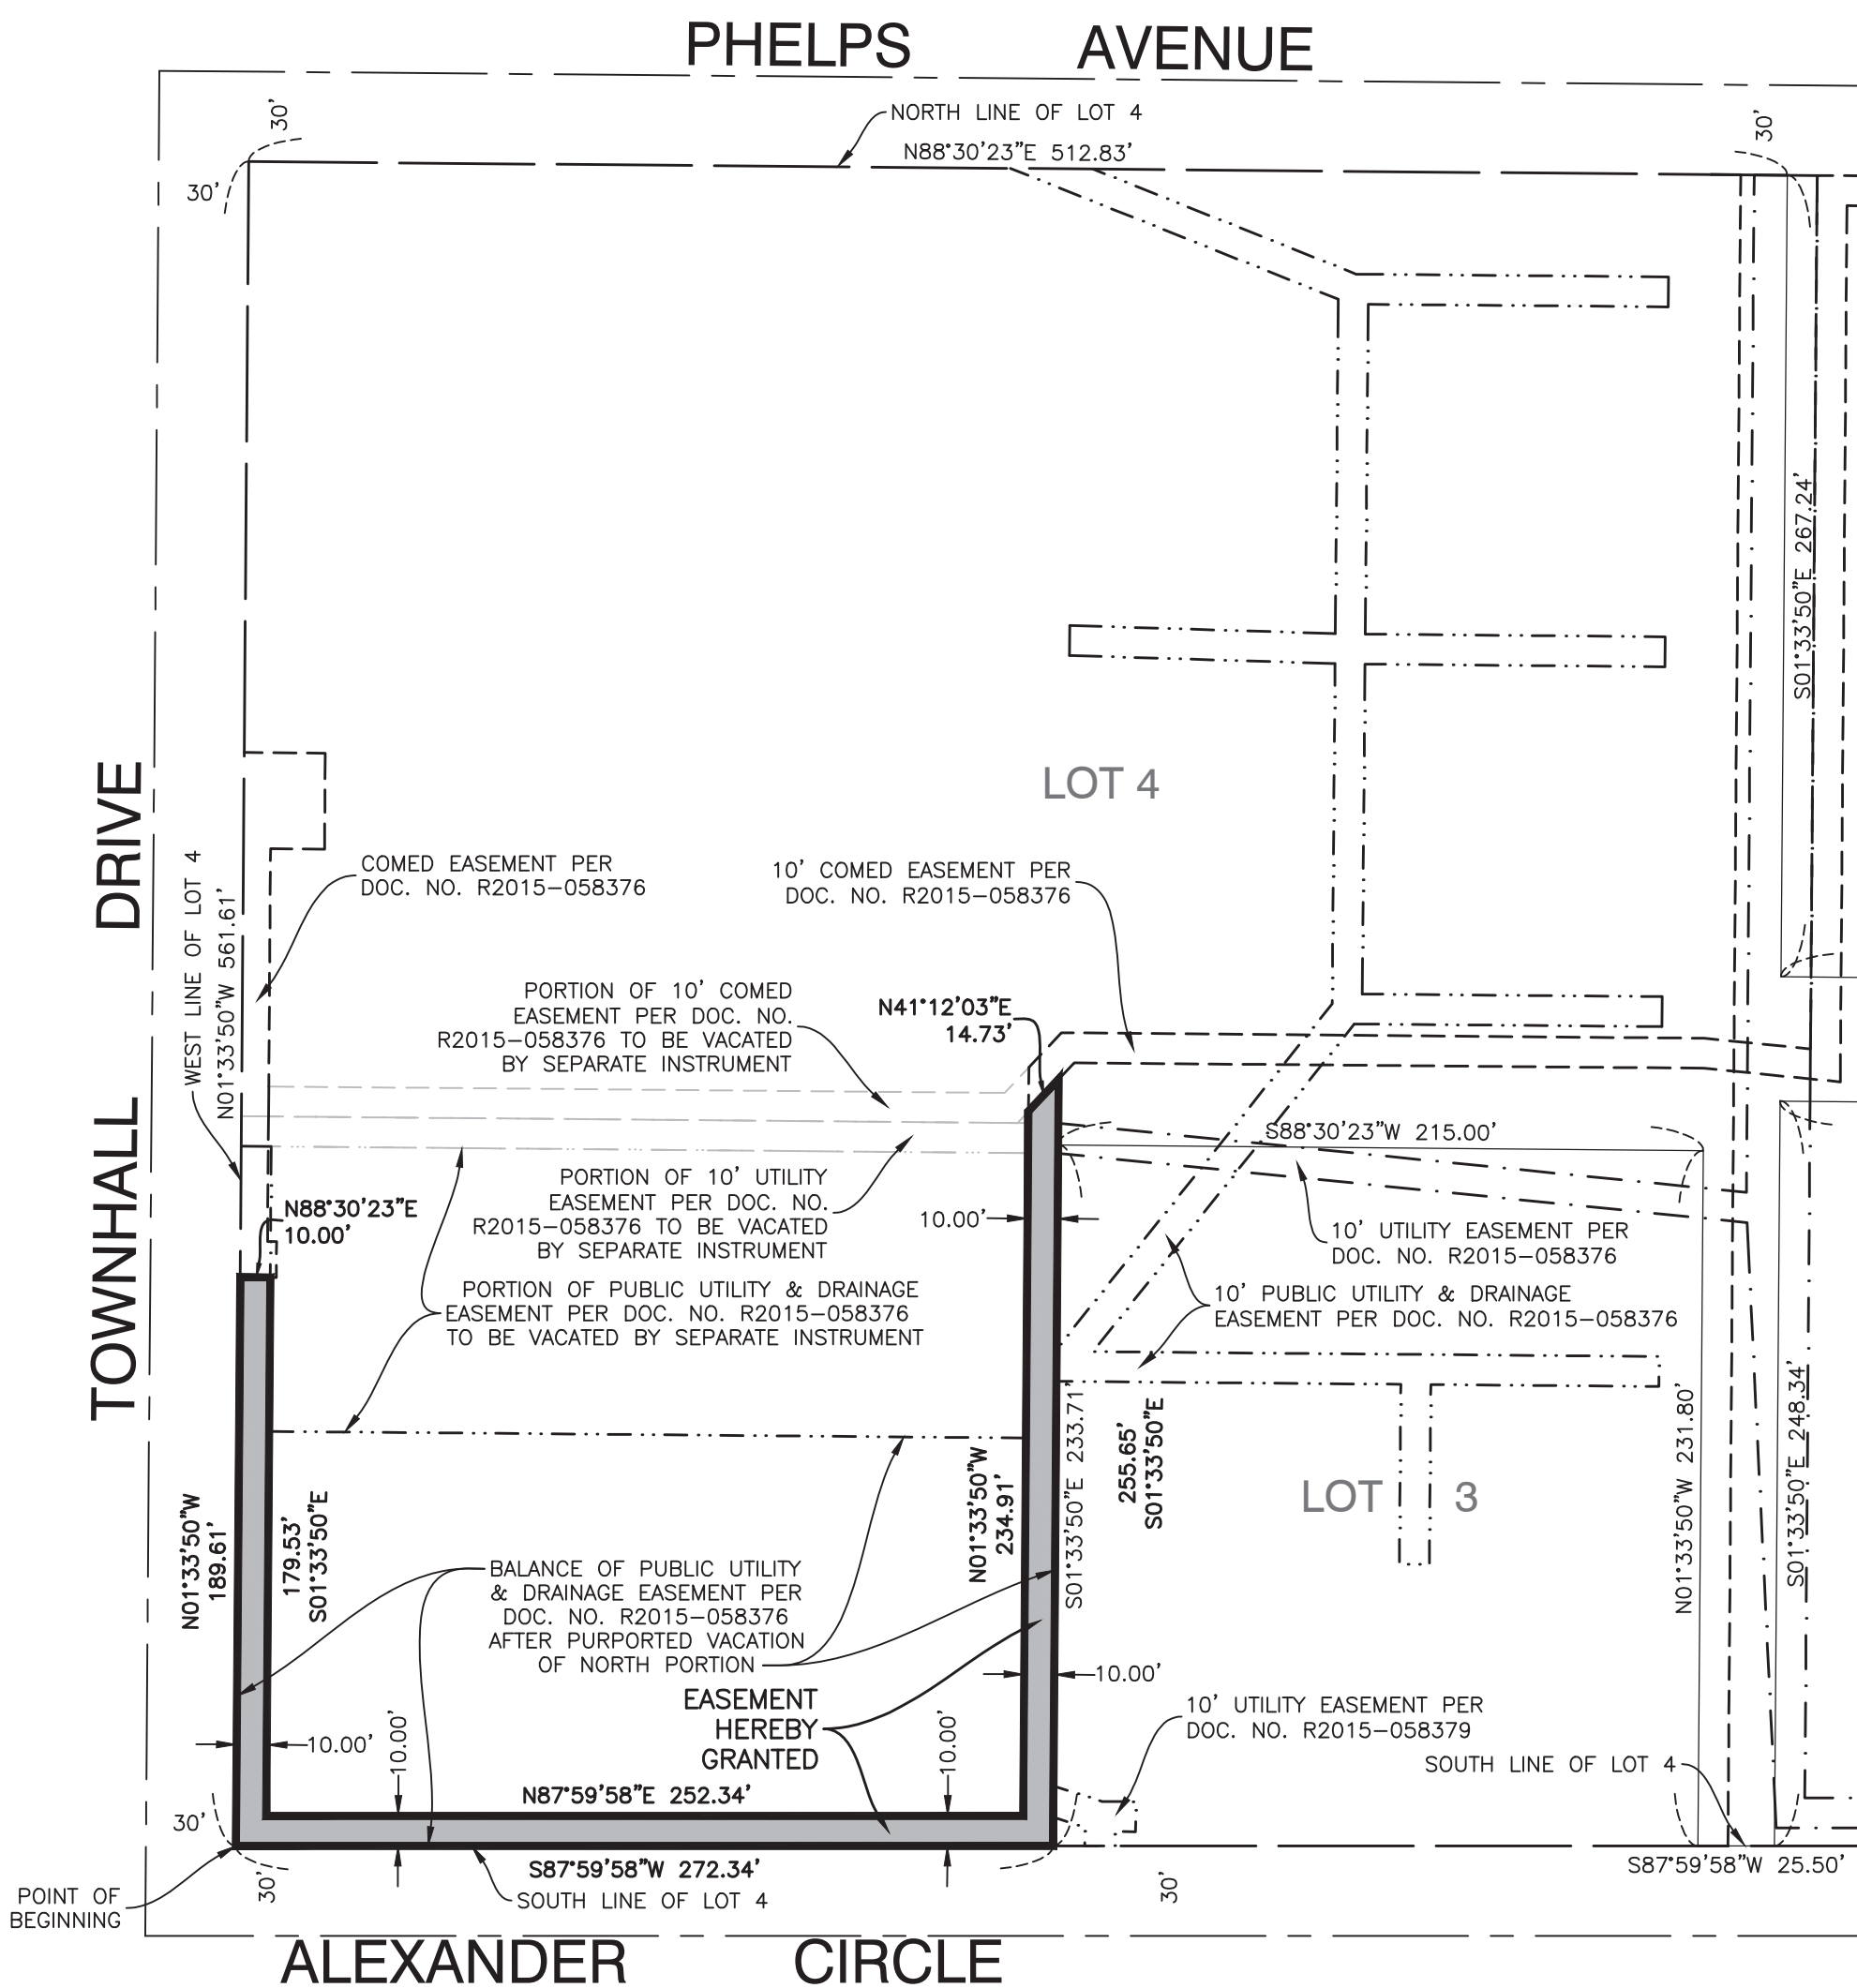 PHELPS AVENUE
30'
30'
30'
NORTH LINE OF LOT 4
N88°30'23"E 512.83'
S01°33'50"E 267.24'
LOT 4
TOWNHALL DRIVE
WEST LINE OF LOT 4
N01°33'50"W 561.61'
COMED EASEMENT PER
DOC. NO. R2015-058376
10' COMED EASEMENT PER
DOC. NO. R2015-058376
PORTION OF 10' COMED
EASEMENT PER DOC. NO.
R2015-058376 TO BE VACATED
BY SEPARATE INSTRUMENT
N41°12'03"E
14.73'
S88°30'23"W 215.00'
PORTION OF 10' UTILITY
EASEMENT PER DOC. NO.
R2015-058376 TO BE VACATED
BY SEPARATE INSTRUMENT
N88°30'23"E
10.00'
10.00'
10' UTILITY EASEMENT PER
DOC. NO. R2015-058376
PORTION OF PUBLIC UTILITY & DRAINAGE
EASEMENT PER DOC. NO. R2015-058376
TO BE VACATED BY SEPARATE INSTRUMENT
10' PUBLIC UTILITY & DRAINAGE
EASEMENT PER DOC. NO. R2015-058376
N01°33'50"W
189.61'
179.53'
S01°33'50"E
N01°33'50"W
234.91'
S01°33'50"E 233.71'
255.65'
S01°33'50"E
LOT 3
N01°33'50"W 231.80'
S01°33'50"E 248.34'
BALANCE OF PUBLIC UTILITY
& DRAINAGE EASEMENT PER
DOC. NO. R2015-058376
AFTER PURPORTED VACATION
OF NORTH PORTION
10.00'
EASEMENT
HEREBY
GRANTED
10.00'
10.00'
10.00'
10' UTILITY EASEMENT PER
DOC. NO. R2015-058379
SOUTH LINE OF LOT 4
N87°59'58"E 252.34'
30'
S87°59'58"W 272.34'
S87°59'58"W 25.50'
30'
30'
SOUTH LINE OF LOT 4
POINT OF
BEGINNING
ALEXANDER CIRCLE